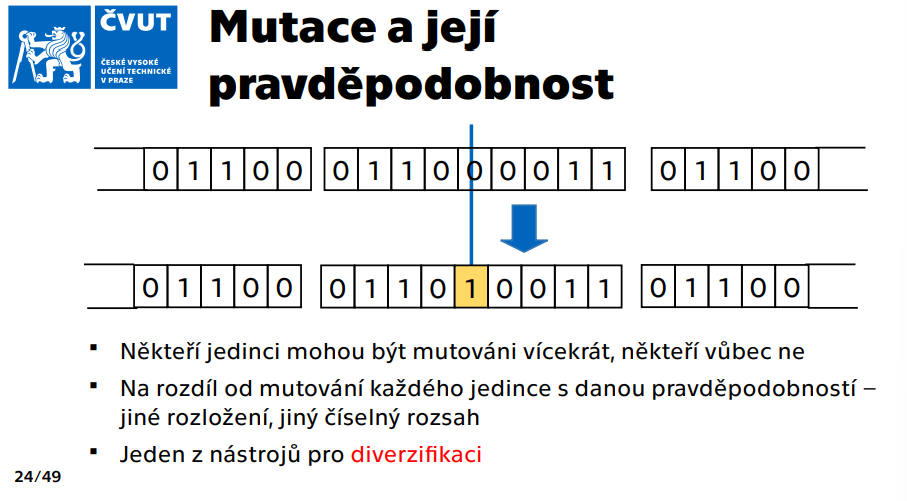 ČVUT
ČESKÉ VYSOKÉ
UČENÍ TECHNICKÉ
V PRAZE
Mutace a její
pravděpodobnost
0 1 1 0 0 0 1 1 0 0 0 0 1 1 0 1 1 0 0
0 1 1 0 0 0 1 1 0 1 0 0 1 1 0 1 1 0 0
▪ Někteří jedinci mohou být mutováni vícekrát, někteří vůbec ne
▪ Na rozdíl od mutování každého jedince s danou pravděpodobností –
jiné rozložení, jiný číselný rozsah
▪ Jeden z nástrojů pro diverzifikaci
24/49